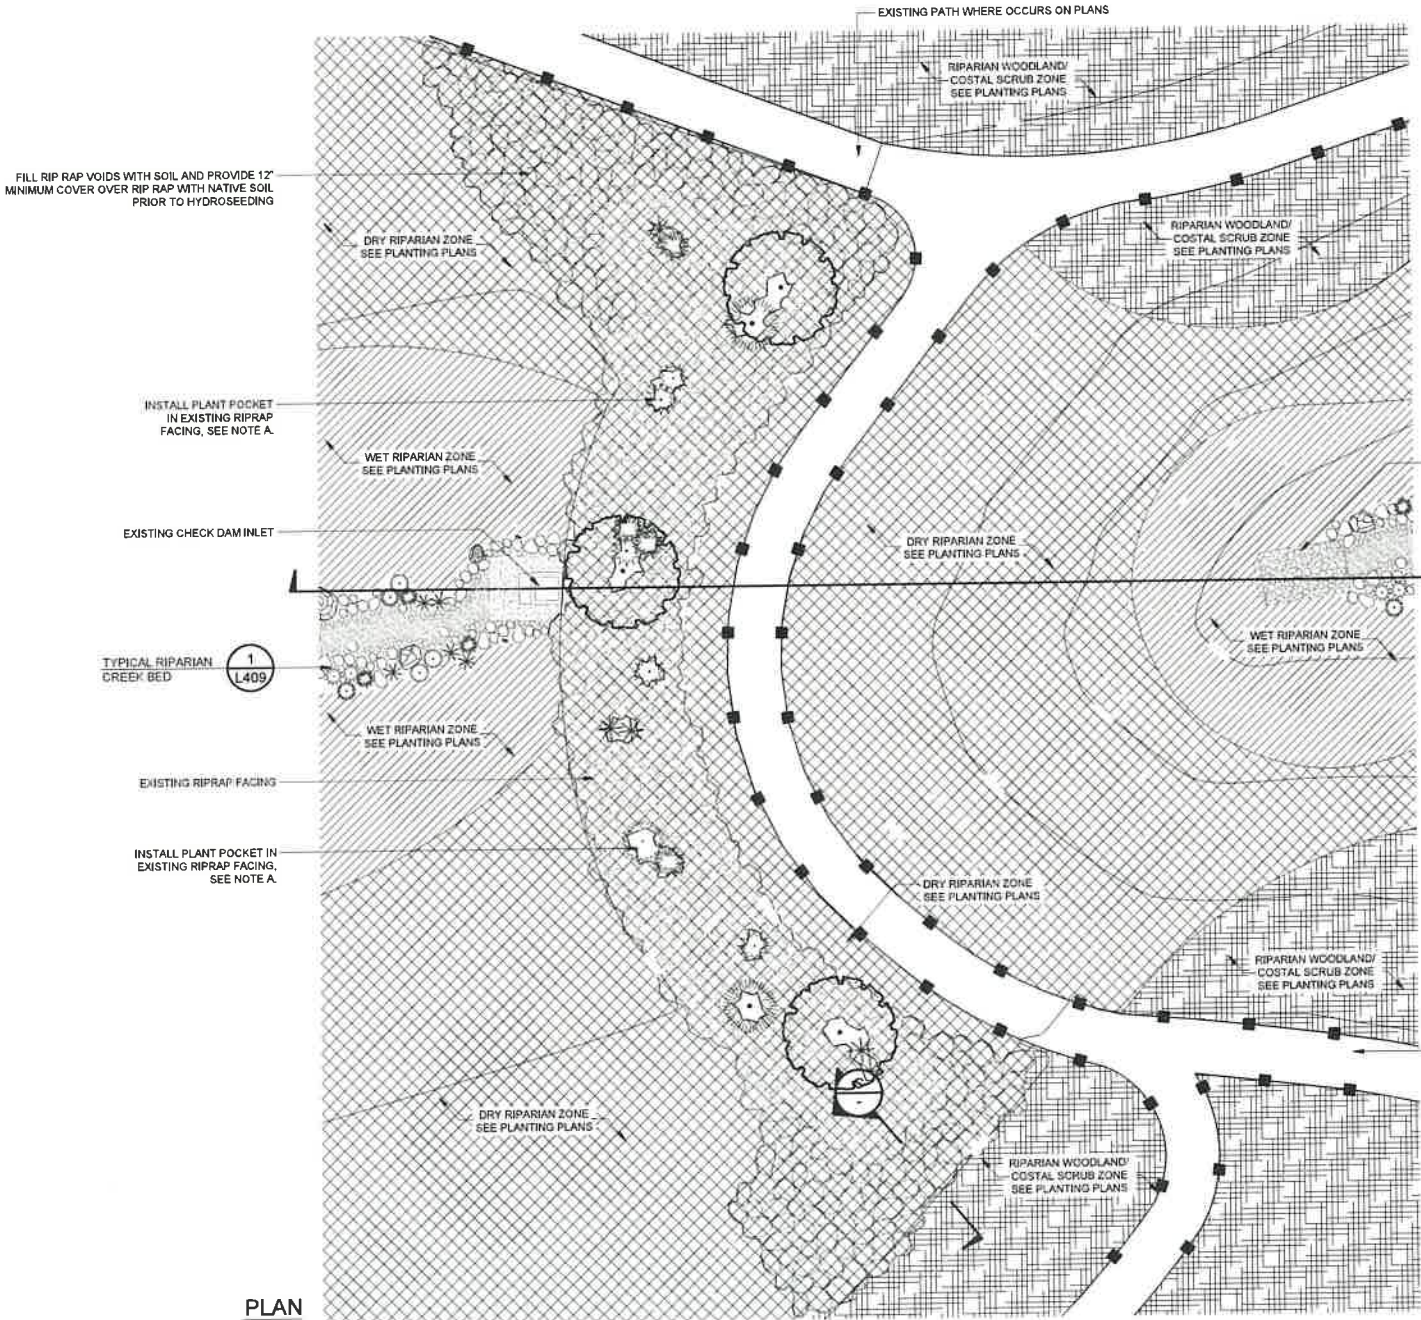 EXISTING PATH WHERE OCCURS ON PLANS
RIPARIAN WOODLAND/
COSTAL SCRUB ZONE
SEE PLANTING PLANS
FILL RIP RAP VOIDS WITH SOIL AND PROVIDE 12"
MINIMUM COVER OVER RIP RAP WITH NATIVE SOIL
PRIOR TO HYDROSEEDING
DRY RIPARIAN ZONE
SEE PLANTING PLANS
RIPARIAN WOODLAND/
COSTAL SCRUB ZONE
SEE PLANTING PLANS
INSTALL PLANT POCKET
IN EXISTING RIPRAP
FACING, SEE NOTE A.
WET RIPARIAN ZONE
SEE PLANTING PLANS
EXISTING CHECK DAM INLET
DRY RIPARIAN ZONE
SEE PLANTING PLANS
TYPICAL RIPARIAN
CREEK BED
1
L409
WET RIPARIAN ZONE
SEE PLANTING PLANS
WET RIPARIAN ZONE
SEE PLANTING PLANS
EXISTING RIPRAP FACING
INSTALL PLANT POCKET IN
EXISTING RIPRAP FACING,
SEE NOTE A.
DRY RIPARIAN ZONE
SEE PLANTING PLANS
RIPARIAN WOODLAND/
COSTAL SCRUB ZONE
SEE PLANTING PLANS
DRY RIPARIAN ZONE
SEE PLANTING PLANS
-
RIPARIAN WOODLAND/
COSTAL SCRUB ZONE
SEE PLANTING PLANS
PLAN